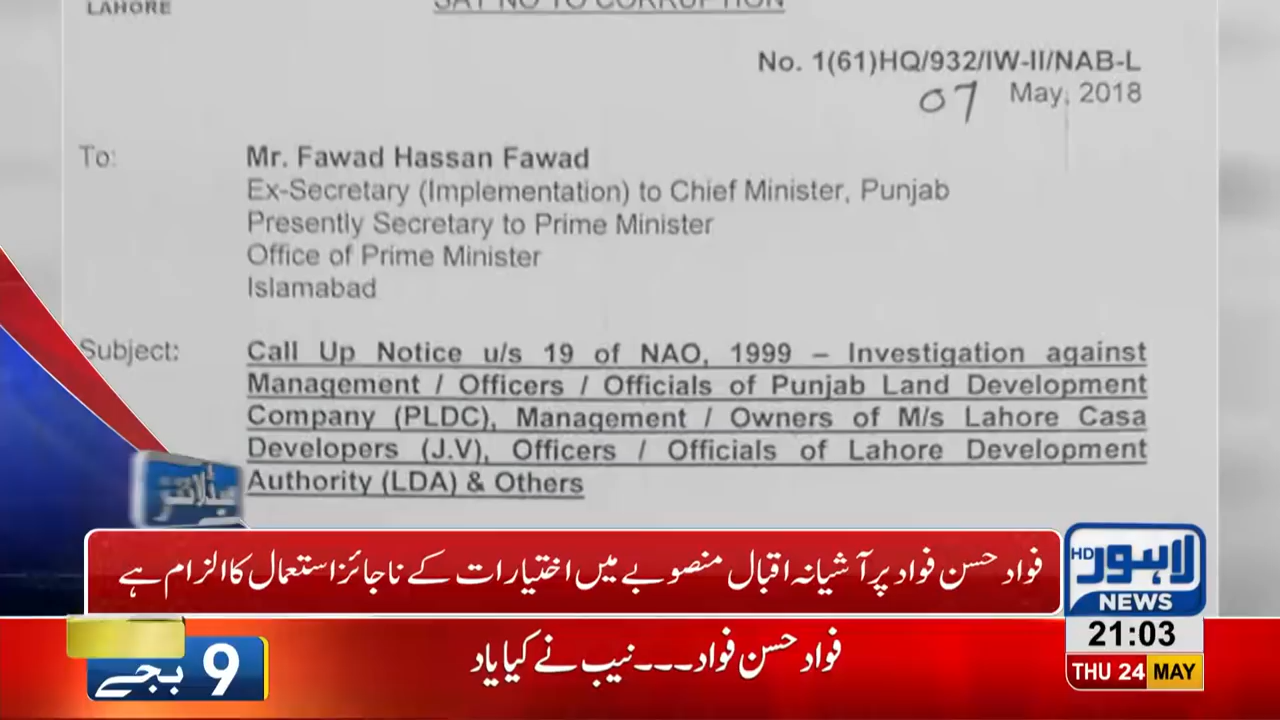 LAHORE
SAY NO TO CORRUPTION
No. 1(61)HQ/932/IW-II/NAB-L
07 May, 2018
To:
Mr. Fawad Hassan Fawad
Ex-Secretary (Implementation) to Chief Minister, Punjab
Presently Secretary to Prime Minister
Office of Prime Minister
Islamabad
Subject:
Call Up Notice u/s 19 of NAO, 1999 – Investigation against
Management / Officers / Officials of Punjab Land Development
Company (PLDC), Management / Owners of M/s Lahore Casa
Developers (J.V), Officers / Officials of Lahore Development
Authority (LDA) & Others
ہیڈلائنز
فواد حسن فواد پر آشیانہ اقبال منصوبے میں اختیارات کے ناجائز استعمال کا الزام ہے
HD لاہور
NEWS
21:03
THU 24 MAY
فواد حسن فواد ۔۔۔ نیب نے کیا یاد
9 بجے